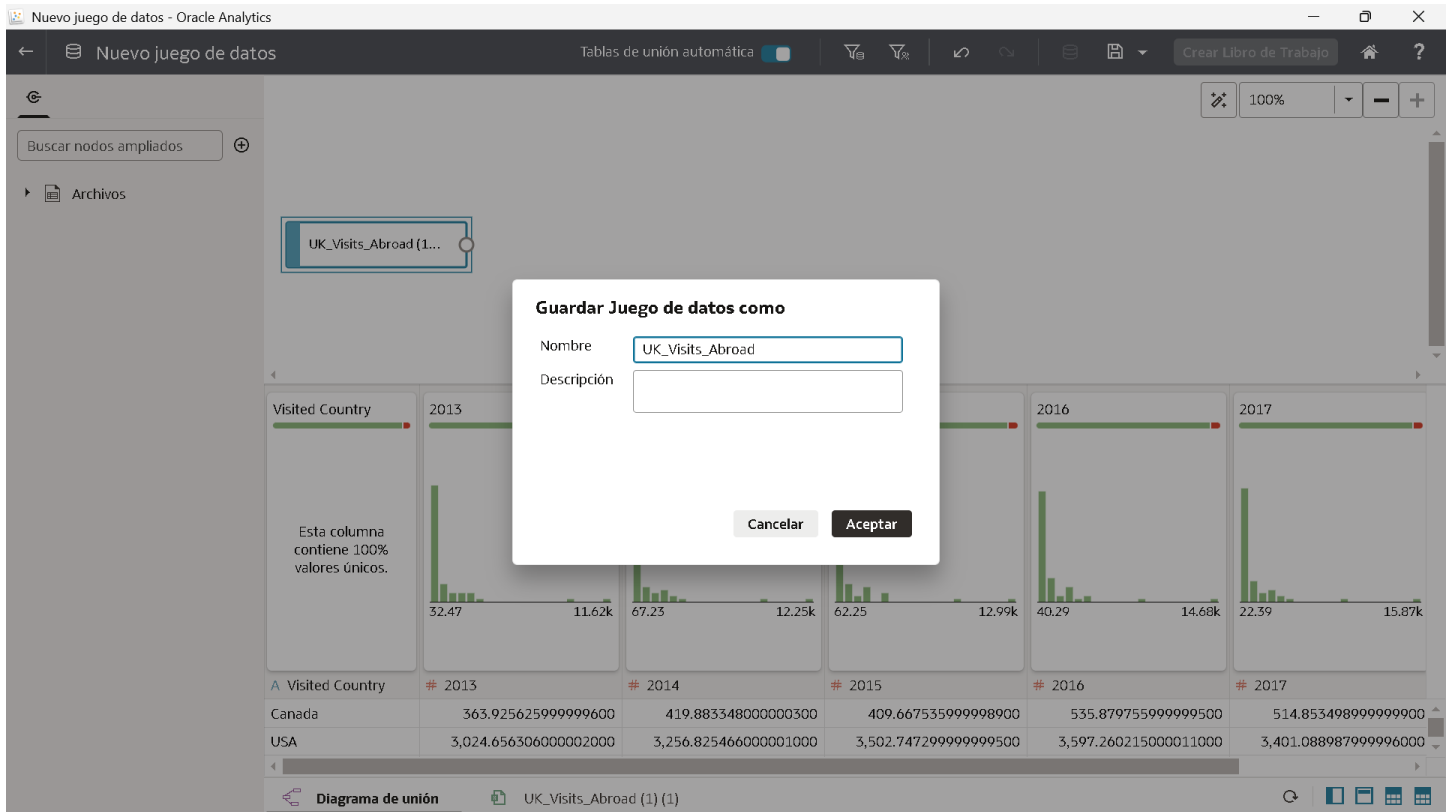 Nuevo juego de datos - Oracle Analytics
Nuevo juego de datos
Tablas de unión automática
Crear Libro de Trabajo
?
100%
Buscar nodos ampliados
Archivos
UK_Visits_Abroad (1...
Guardar Juego de datos como
Nombre
UK_Visits_Abroad
Descripción
Cancelar
Aceptar
Visited Country
2013
2016
2017
Esta columna
contiene 100%
valores únicos.
32.47 11.62k
67.23 12.25k
62.25 12.99k
40.29 14.68k
22.39 15.87k
A Visited Country # 2013 # 2014 # 2015 # 2016 # 2017
Canada 363.925625999999600 419.883348000000300 409.667535999998900 535.879755999999500 514.853498999999900
USA 3,024.656306000002000 3,256.825466000001000 3,502.747299999999500 3,597.260215000011000 3,401.088987999996000
Diagrama de unión
UK_Visits_Abroad (1) (1)